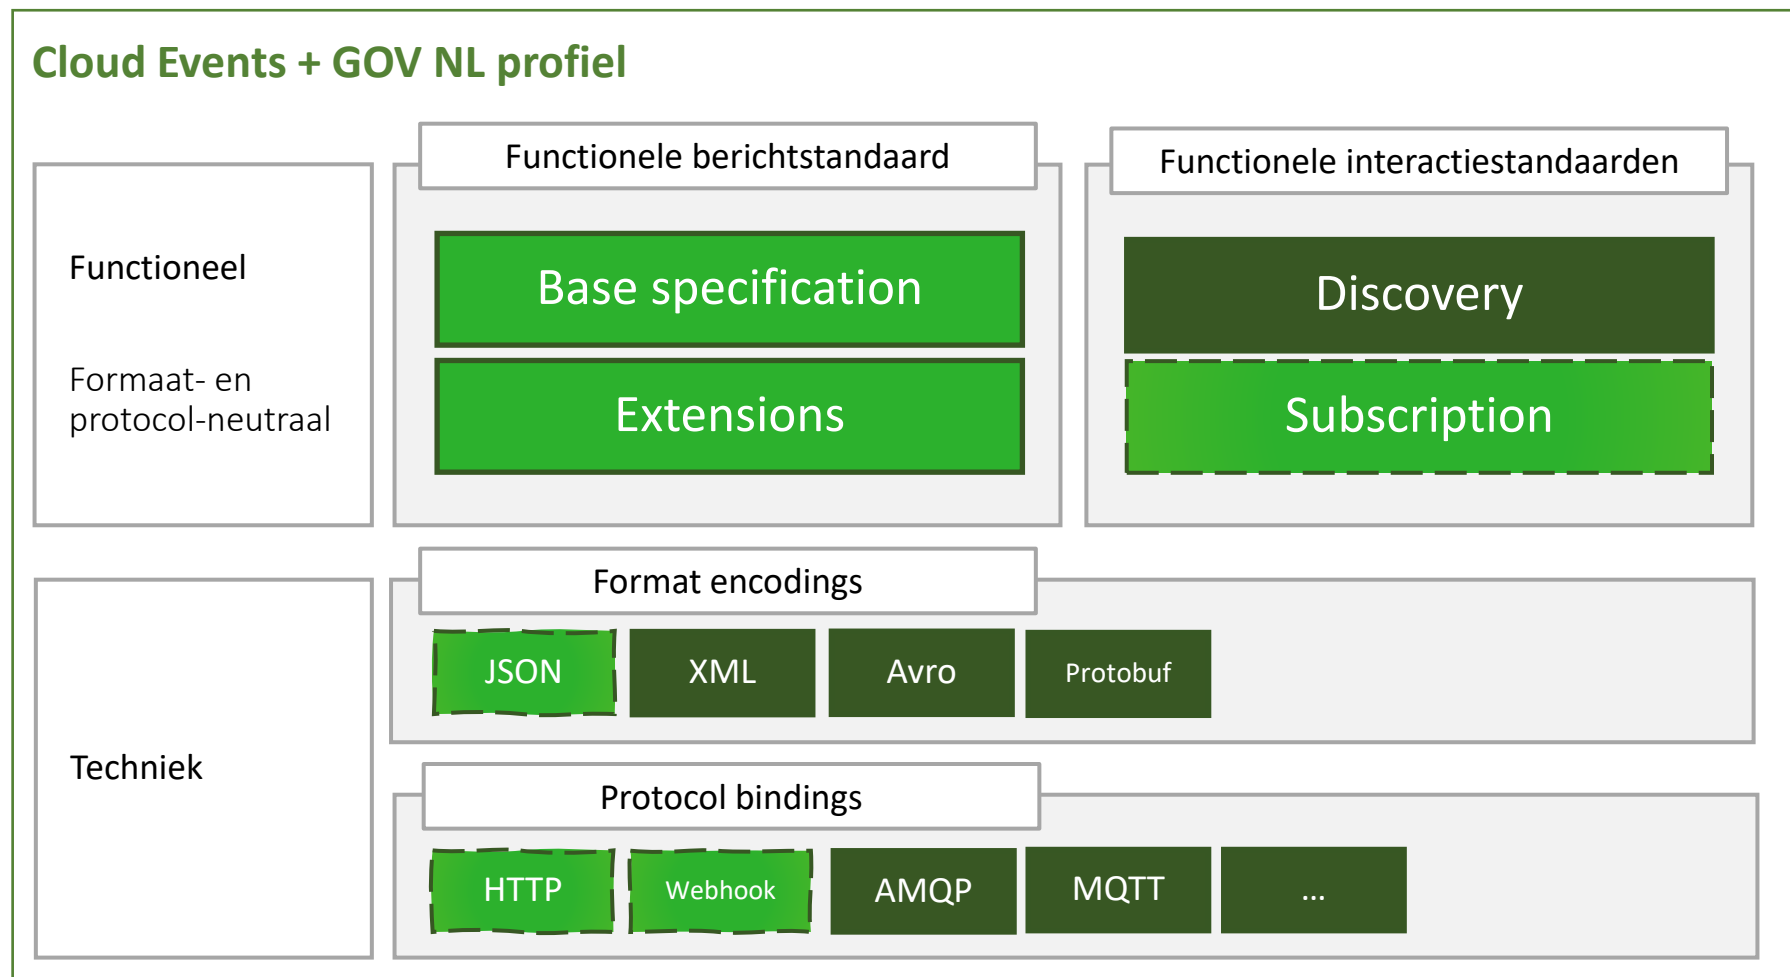 Cloud Events + GOV NL profiel
Functioneel
Formaat- en
protocol-neutraal
Functionele berichtstandaard
Base specification
Extensions
Functionele interactiestandaarden
Discovery
Subscription
Techniek
Format encodings
JSON
XML
Avro
Protobuf
Protocol bindings
HTTP
Webhook
AMQP
MQTT
...